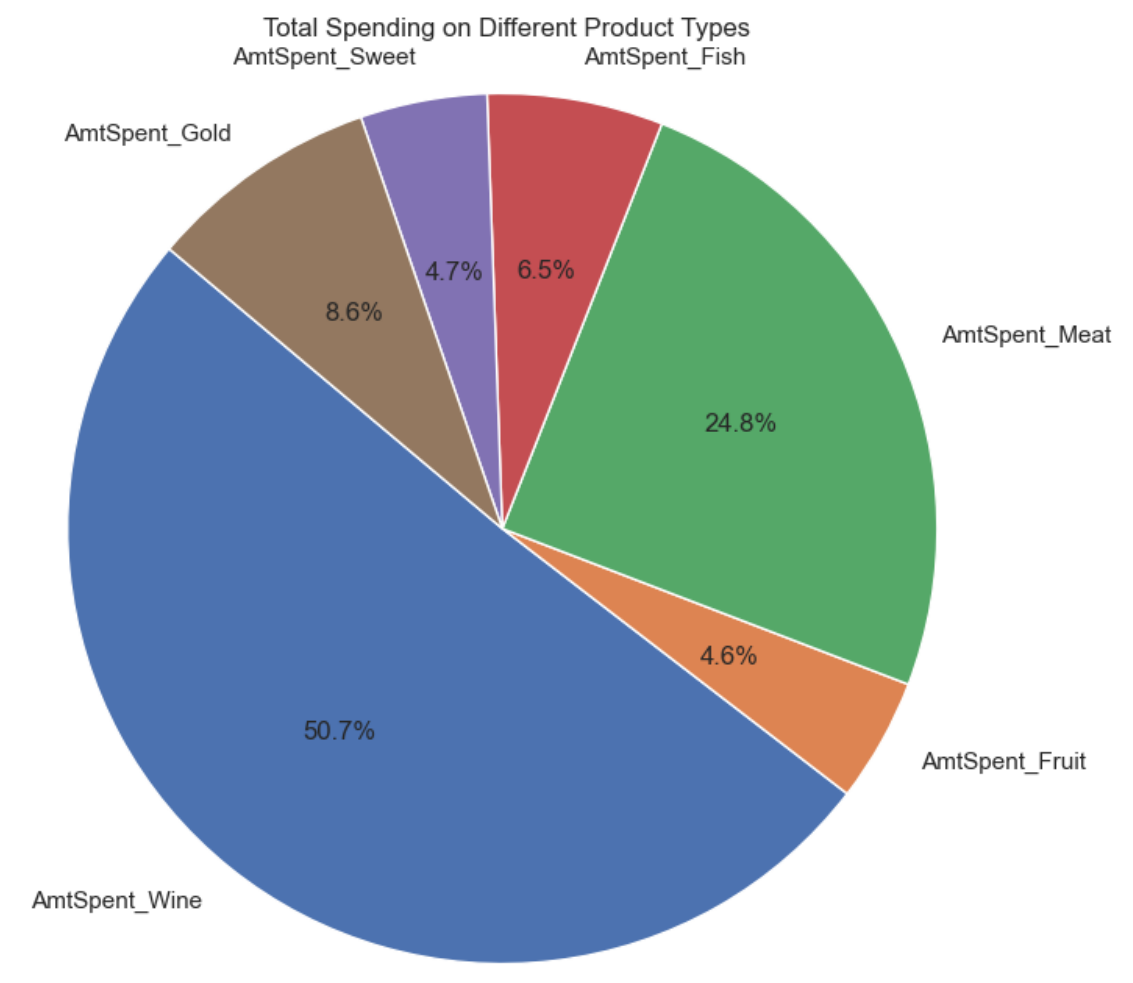 Total Spending on Different Product Types
AmtSpent_Sweet
AmtSpent_Fish
AmtSpent_Gold
4.7%
6.5%
8.6%
AmtSpent_Meat
24.8%
4.6%
50.7%
AmtSpent_Fruit
AmtSpent_Wine